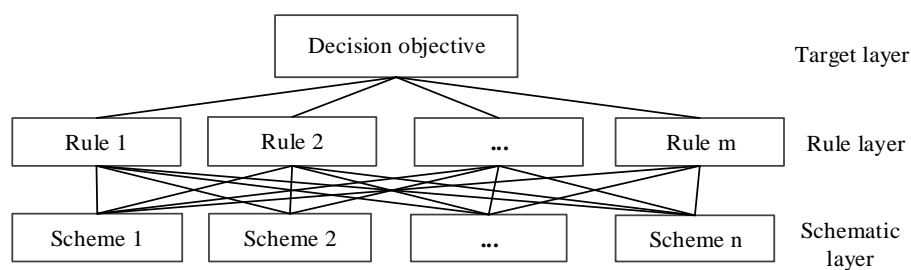 Decision objective
Target layer
Rule 1
Rule 2
...
Rule m
Rule layer
Scheme 1
Scheme 2
...
Scheme n
Schematic
layer